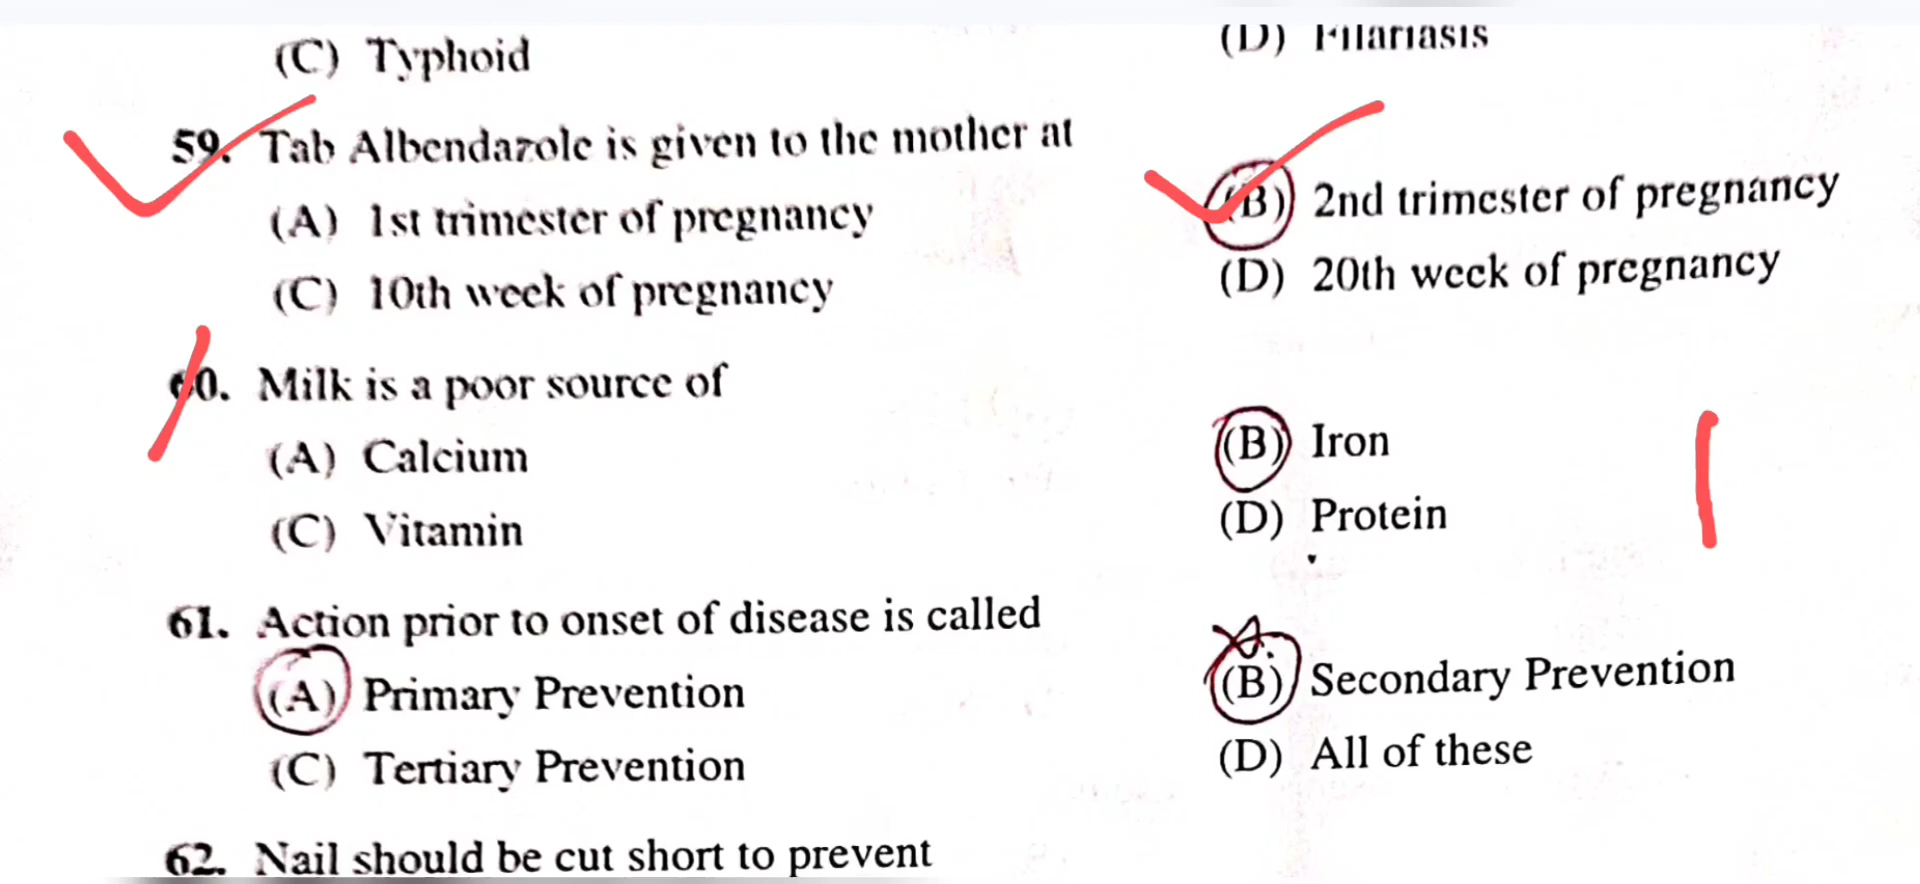 (C) Typhoid
(D) Filariasis
59. Tab Albendazole is given to the mother at
(A) 1st trimester of pregnancy
(B) 2nd trimester of pregnancy
(C) 10th week of pregnancy
(D) 20th week of pregnancy
60. Milk is a poor source of
(A) Calcium
(B) Iron
(C) Vitamin
(D) Protein
61. Action prior to onset of disease is called
(A) Primary Prevention
(B) Secondary Prevention
(C) Tertiary Prevention
(D) All of these
62. Nail should be cut short to prevent